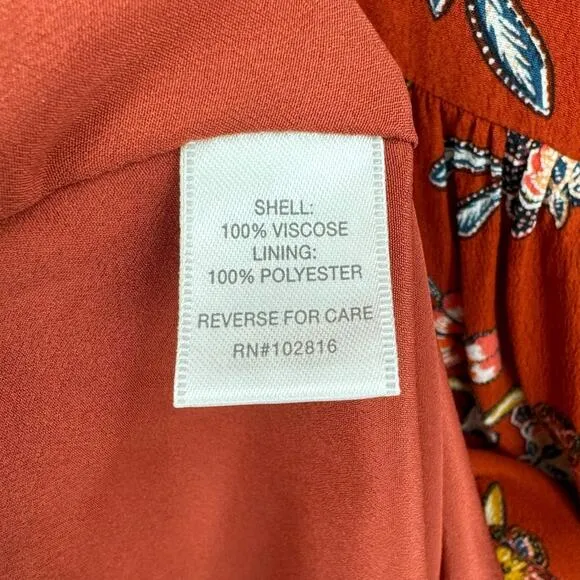 SHELL:
100% VISCOSE
LINING:
100% POLYESTER
REVERSE FOR CARE
RN#102816